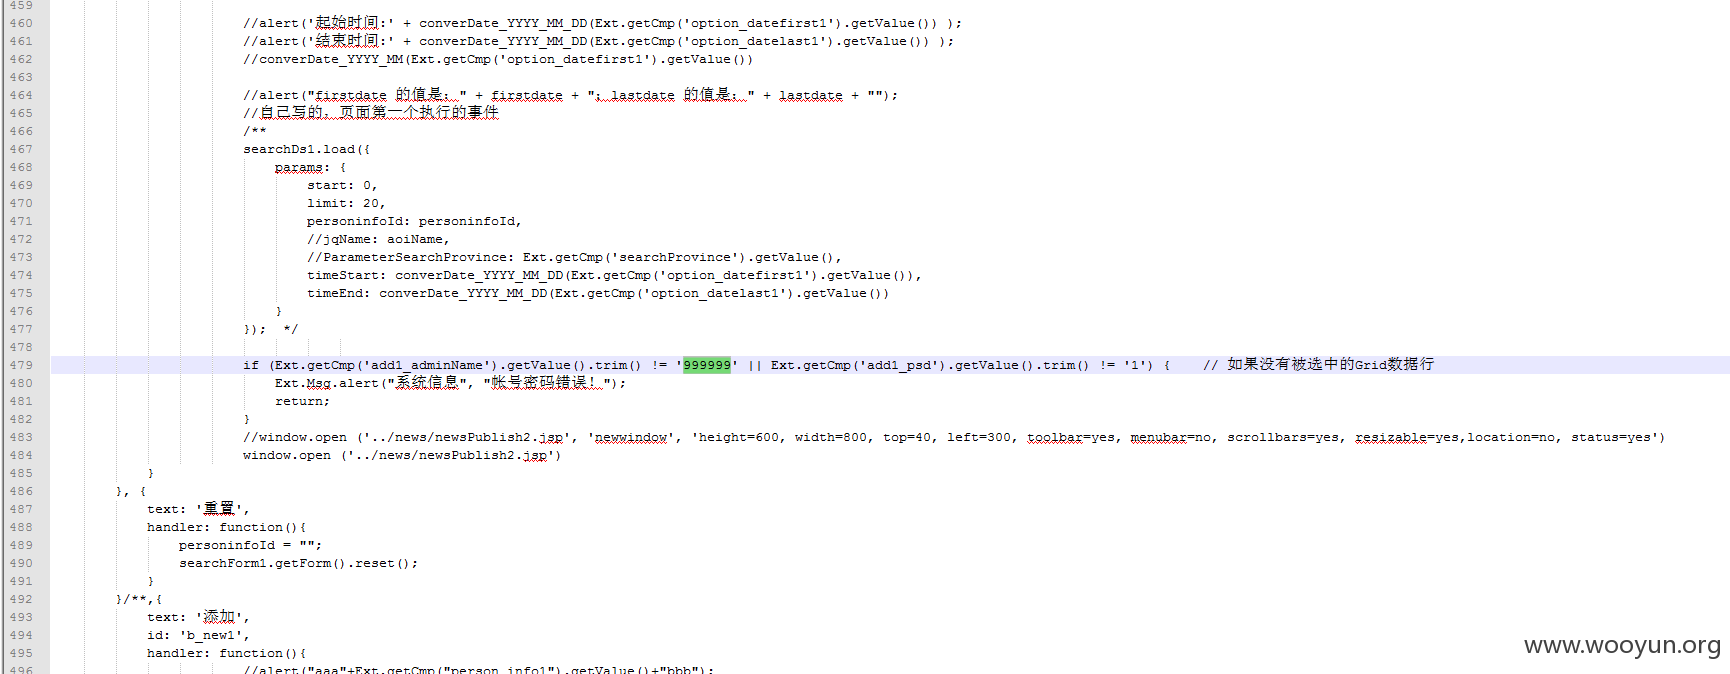 459
460 //alert('起始时间:' + converDate_YYYY_MM_DD(Ext.getCmp('option_datefirst1').getValue()) );
461 //alert('结束时间:' + converDate_YYYY_MM_DD(Ext.getCmp('option_datelast1').getValue()) );
462 //converDate_YYYY_MM(Ext.getCmp('option_datefirst1').getValue())
463
464 //alert("firstdate 的值是：" + firstdate + "；lastdate 的值是：" + lastdate + "");
465 //自己写的，页面第一个执行的事件
466 /**
467 searchDs1.load({
468 params: {
469 start: 0,
470 limit: 20,
471 personinfoId: personinfoId,
472 //jqName: aoiName,
473 //ParameterSearchProvince: Ext.getCmp('searchProvince').getValue(),
474 timeStart: converDate_YYYY_MM_DD(Ext.getCmp('option_datefirst1').getValue()),
475 timeEnd: converDate_YYYY_MM_DD(Ext.getCmp('option_datelast1').getValue())
476 }
477 }); */
478
479 if (Ext.getCmp('add1_adminName').getValue().trim() != '999999' || Ext.getCmp('add1_psd').getValue().trim() != '1') { // 如果没有被选中的Grid数据行
480 Ext.Msg.alert("系统信息", "帐号密码错误！");
481 return;
482 }
483 //window.open ('../news/newsPublish2.jsp', 'newwindow', 'height=600, width=800, top=40, left=300, toolbar=yes, menubar=no, scrollbars=yes, resizable=yes,location=no, status=yes')
484 window.open ('../news/newsPublish2.jsp')
485 }
486 }, {
487 text: '重置',
488 handler: function(){
489 personinfoId = "";
490 searchForm1.getForm().reset();
491 }
492 }/**,{
493 text: '添加',
494 id: 'b_new1',
495 handler: function(){
496 //alert("aaa"+Ext.getCmp("person_info1").getValue()+"bbb");
www.wooyun.org